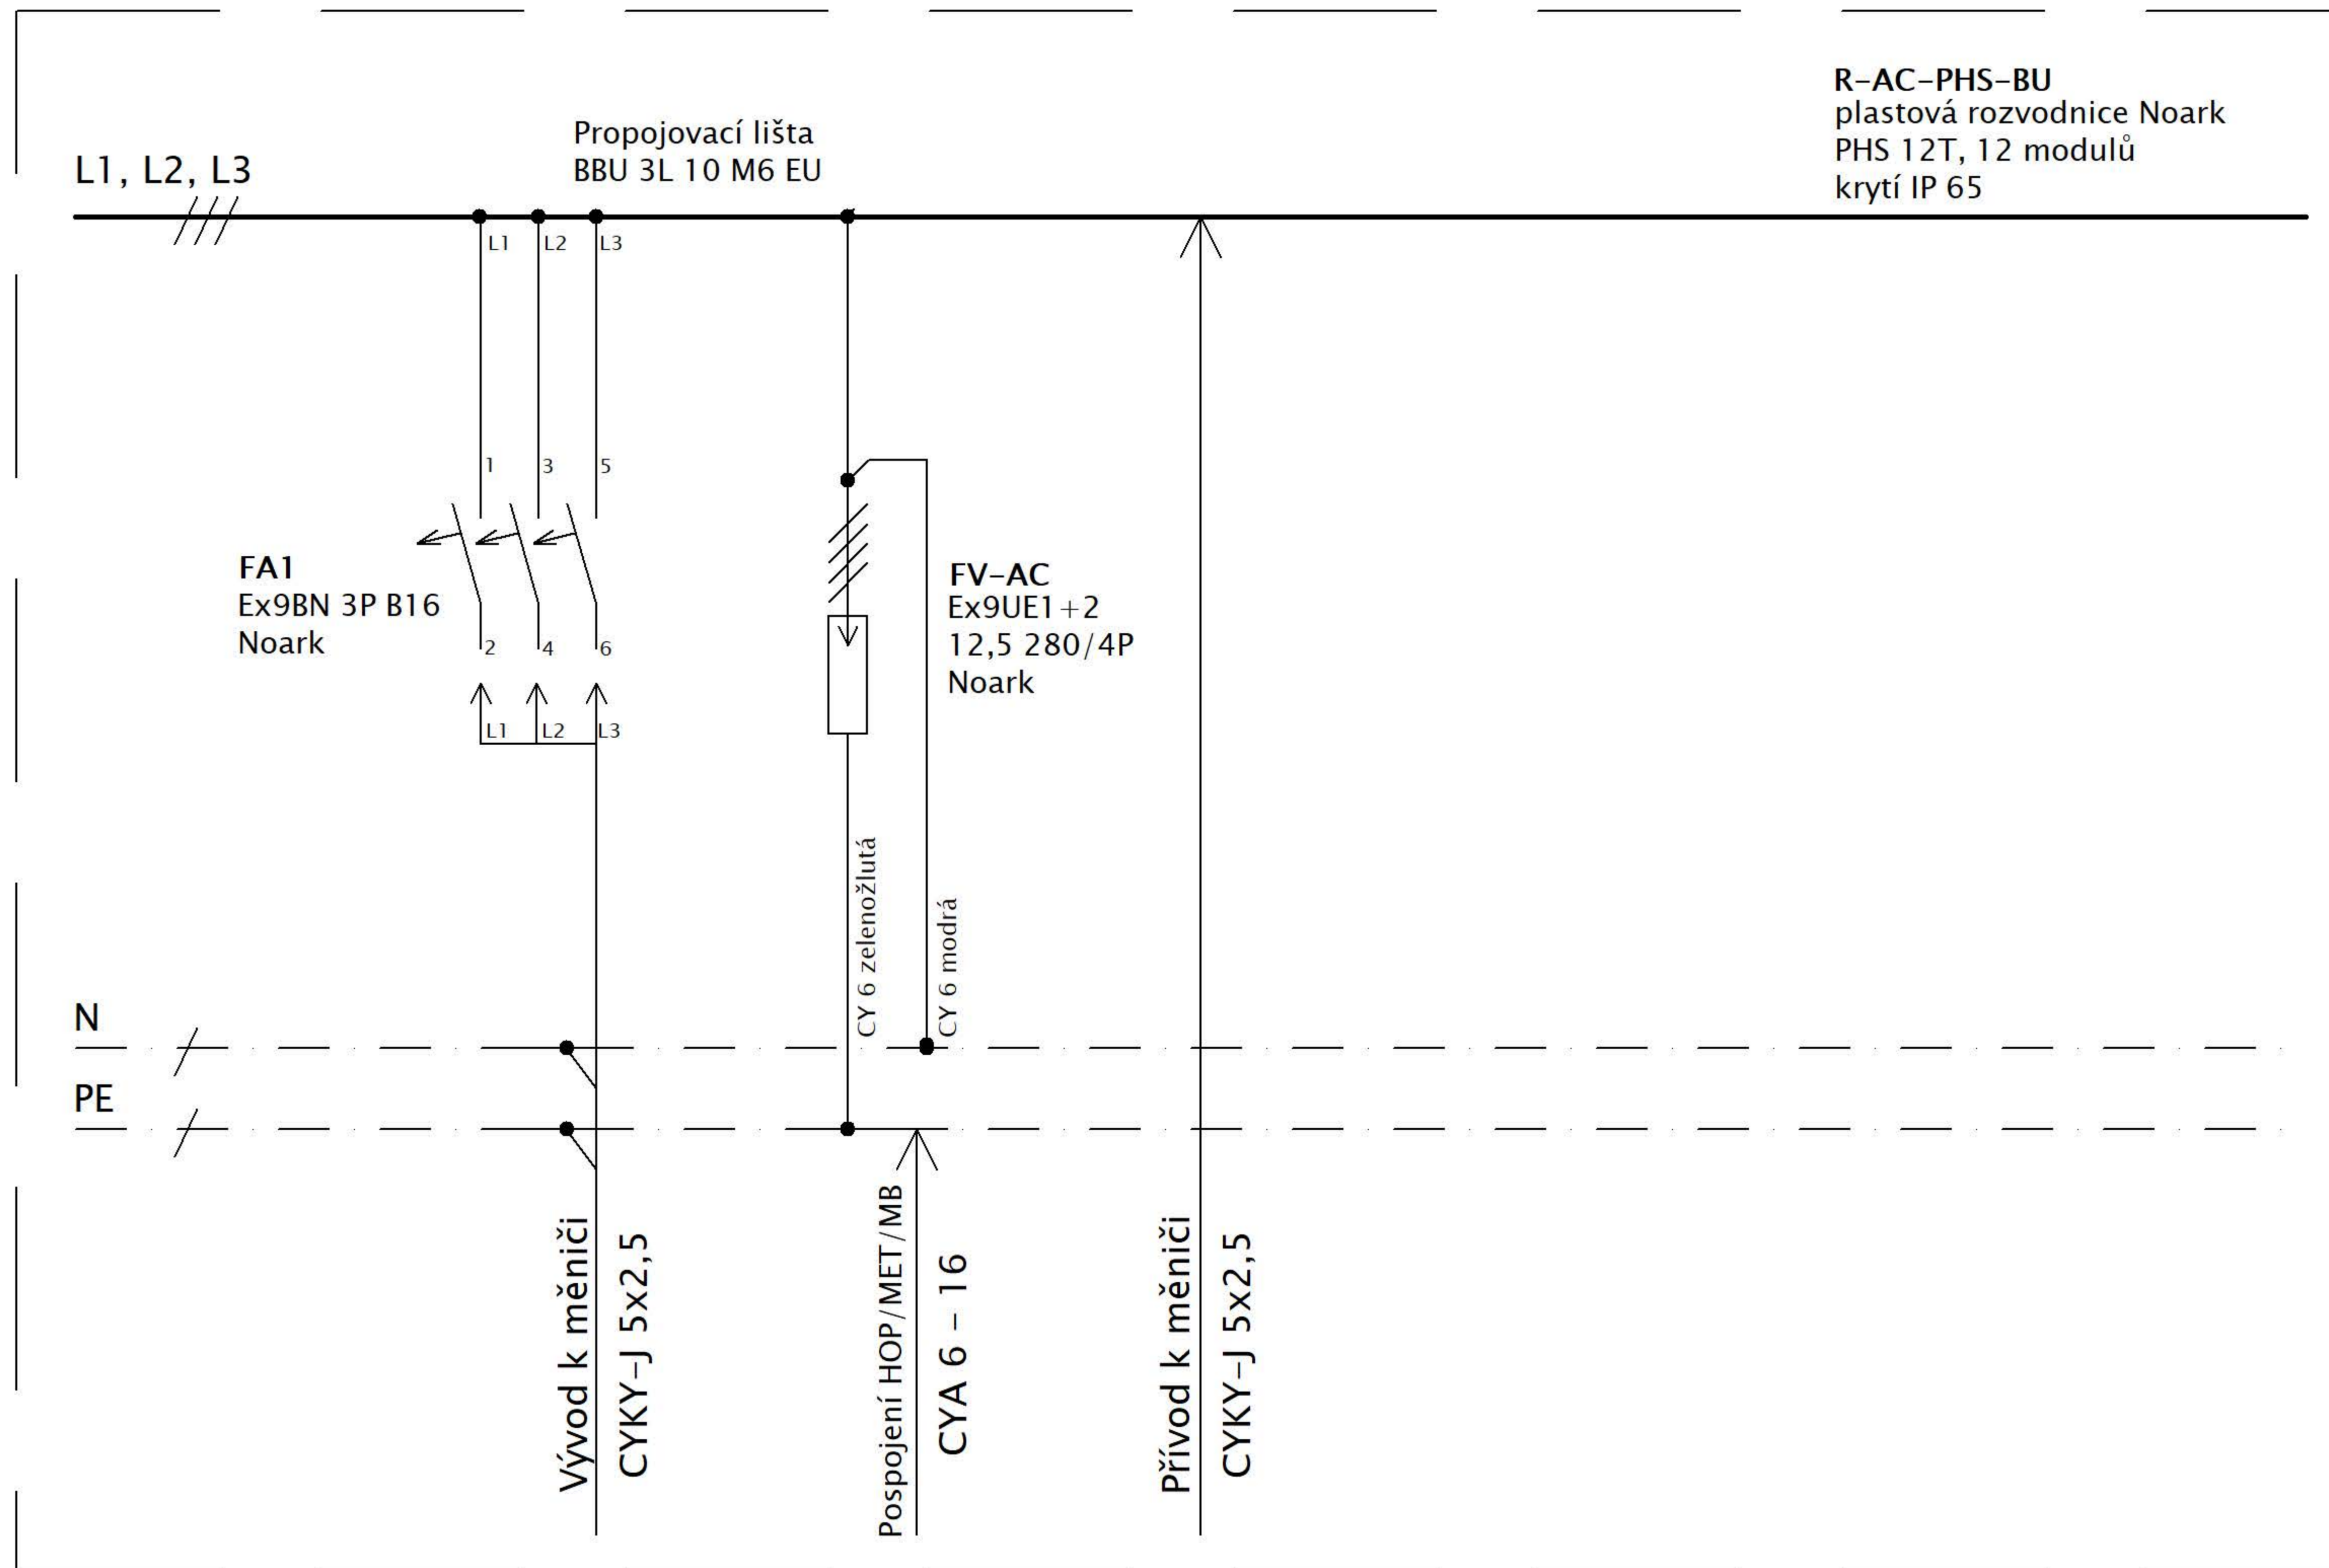 R-AC-PHS-BU
plastová rozvodnice Noark
PHS 12T, 12 modulů
krytí IP 65
Propojovací lišta
BBU 3L 10 M6 EU
L1, L2, L3
L1
L2
L3
1
3
5
FA1
Ex9BN 3P B16
Noark
2
4
6
L1
L2
L3
FV-AC
Ex9UE1+2
12,5 280/4P
Noark
CY 6 zelenožlutá
CY 6 modrá
N
PE
Vývod k měniči
CYKY-J 5x2,5
Pospojení HOP/MET/MB
CYA 6 - 16
Přívod k měniči
CYKY-J 5x2,5